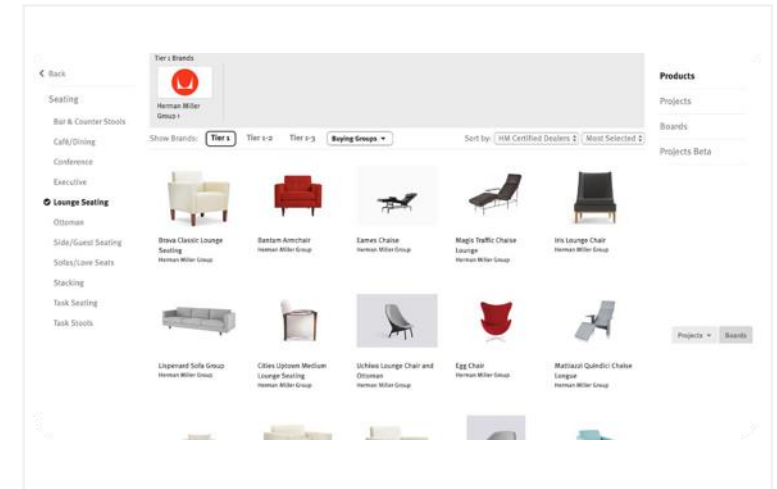 Back
Seating
Bar & Counter Stools
Café/Dining
Conference
Executive
Lounge Seating
Ottoman
Side/Guest Seating
Sofas/Love Seats
Stacking
Task Seating
Task Stools
Tier 1 Brands
Herman Miller
Group 1
Show Brands: Tier 1 Tier 1-2 Tier 1-3 Buying Groups
Sort by: HM Certified Dealers Most Selected
Brava Classic Lounge
Seating
Herman Miller Group
Bantam Armchair
Herman Miller Group
Eames Chaise
Herman Miller Group
Magis Traffic Chaise
Lounge
Herman Miller Group
Iris Lounge Chair
Herman Miller Group
Lispenard Sofa Group
Herman Miller Group
Cities Uptown Medium
Lounge Seating
Herman Miller Group
Uchiwa Lounge Chair and
Ottoman
Herman Miller Group
Egg Chair
Herman Miller Group
Mattiazzi Quindici Chaise
Longue
Herman Miller Group
Products
Projects
Boards
Projects Beta
Projects Boards